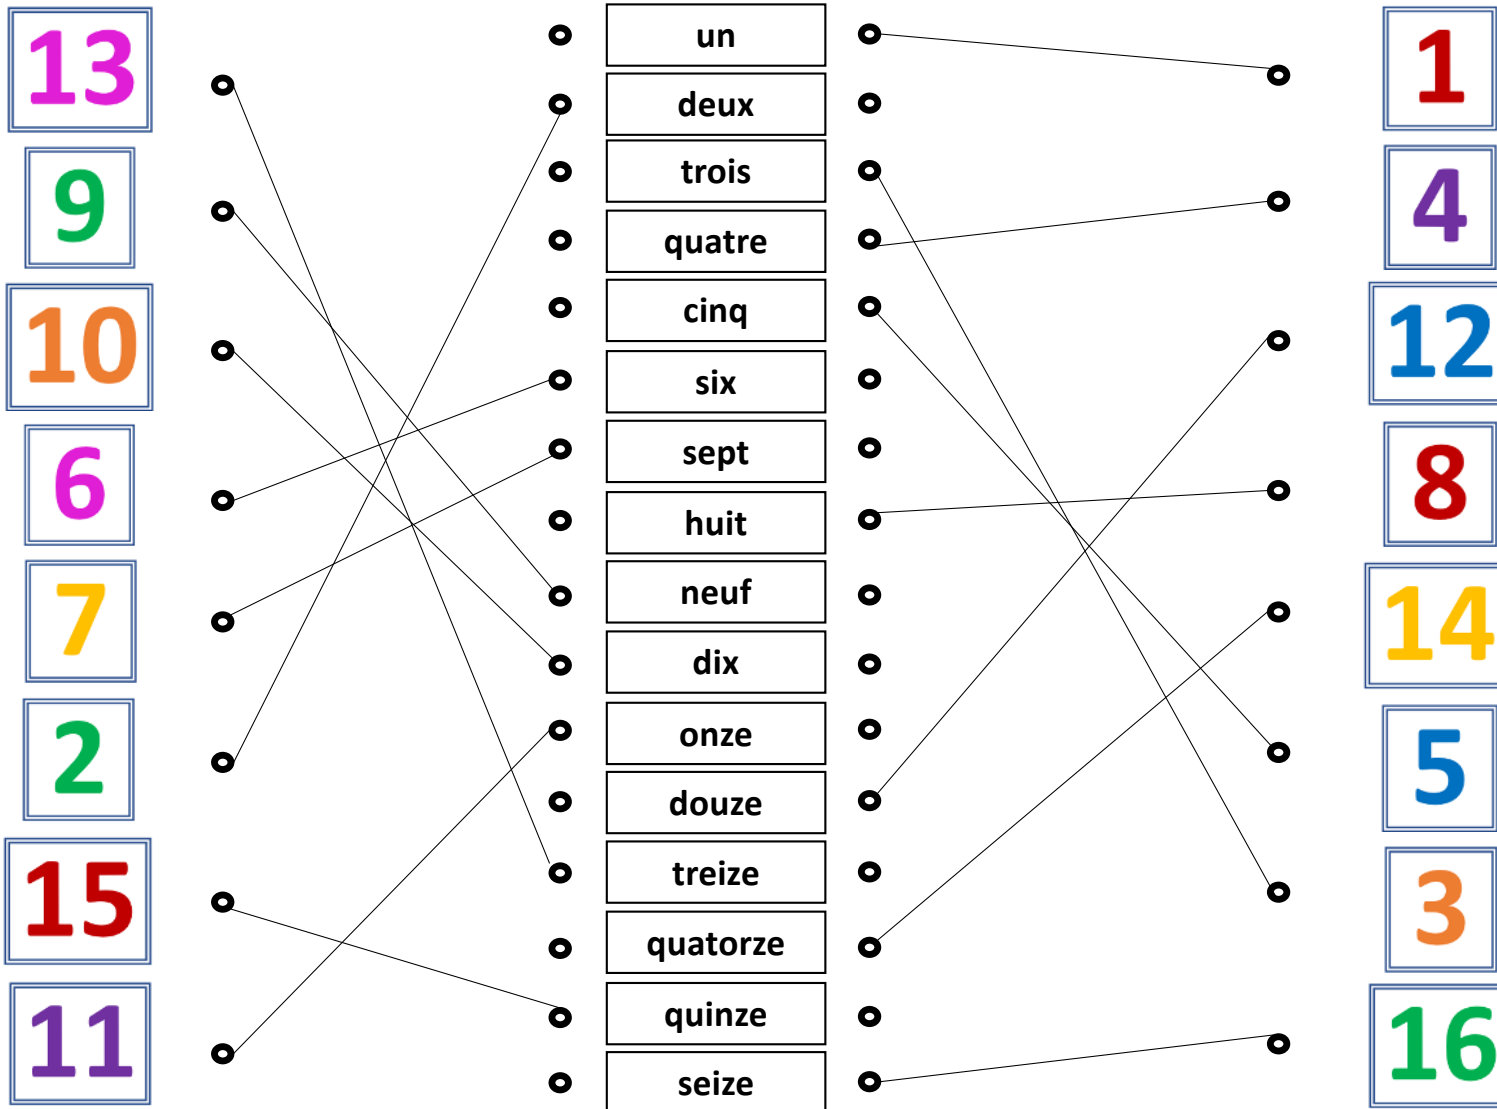 13
9
10
6
7
2
15
11
un
deux
trois
quatre
cinq
six
sept
huit
neuf
dix
onze
douze
treize
quatorze
quinze
seize
1
4
12
8
14
5
3
16